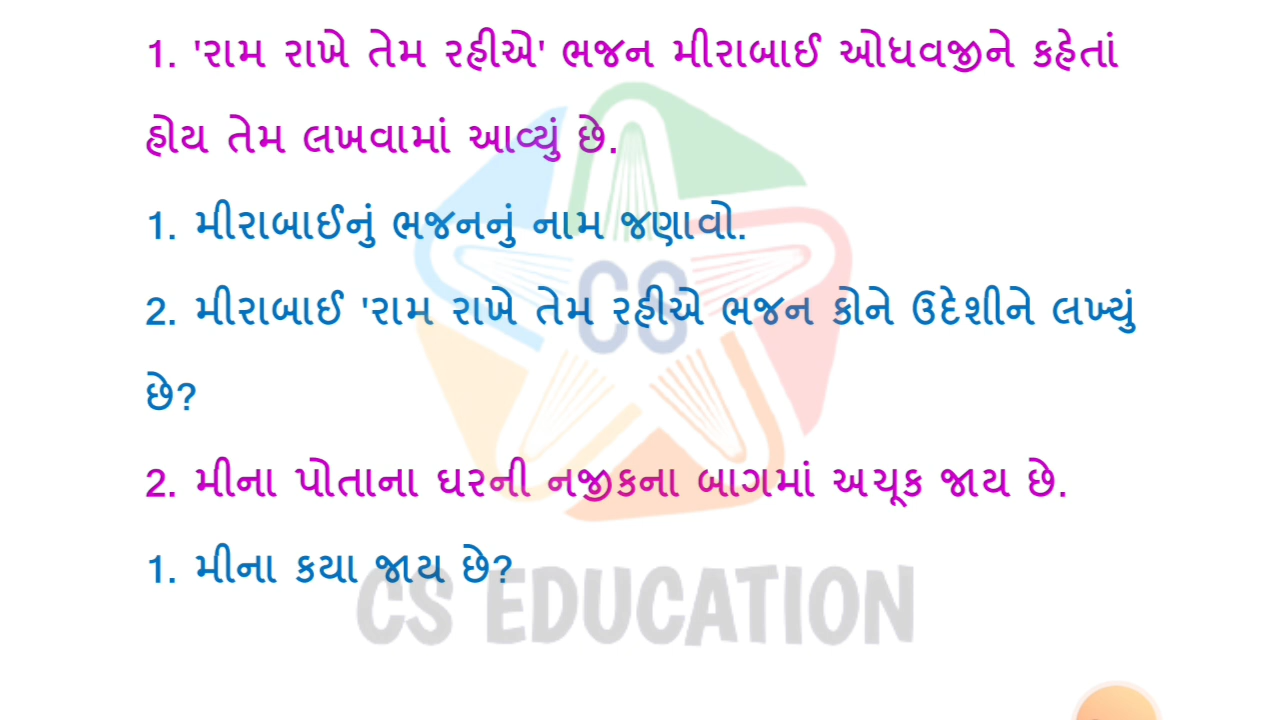 1. 'રામ રાખે તેમ રહીએ' ભજન મીરાબાઈ ઓધવજીને કહેતાં
હોય તેમ લખવામાં આવ્યું છે.
1. મીરાબાઈનું ભજનનું નામ જણાવો.
2. મીરાબાઈ 'રામ રાખે તેમ રહીએ ભજન કોને ઉદેશીને લખ્યું
છે?
2. મીના પોતાના ઘરની નજીકના બાગમાં અચૂક જાય છે.
1. મીના કયા જાય છે?
CS
CS EDUCATION